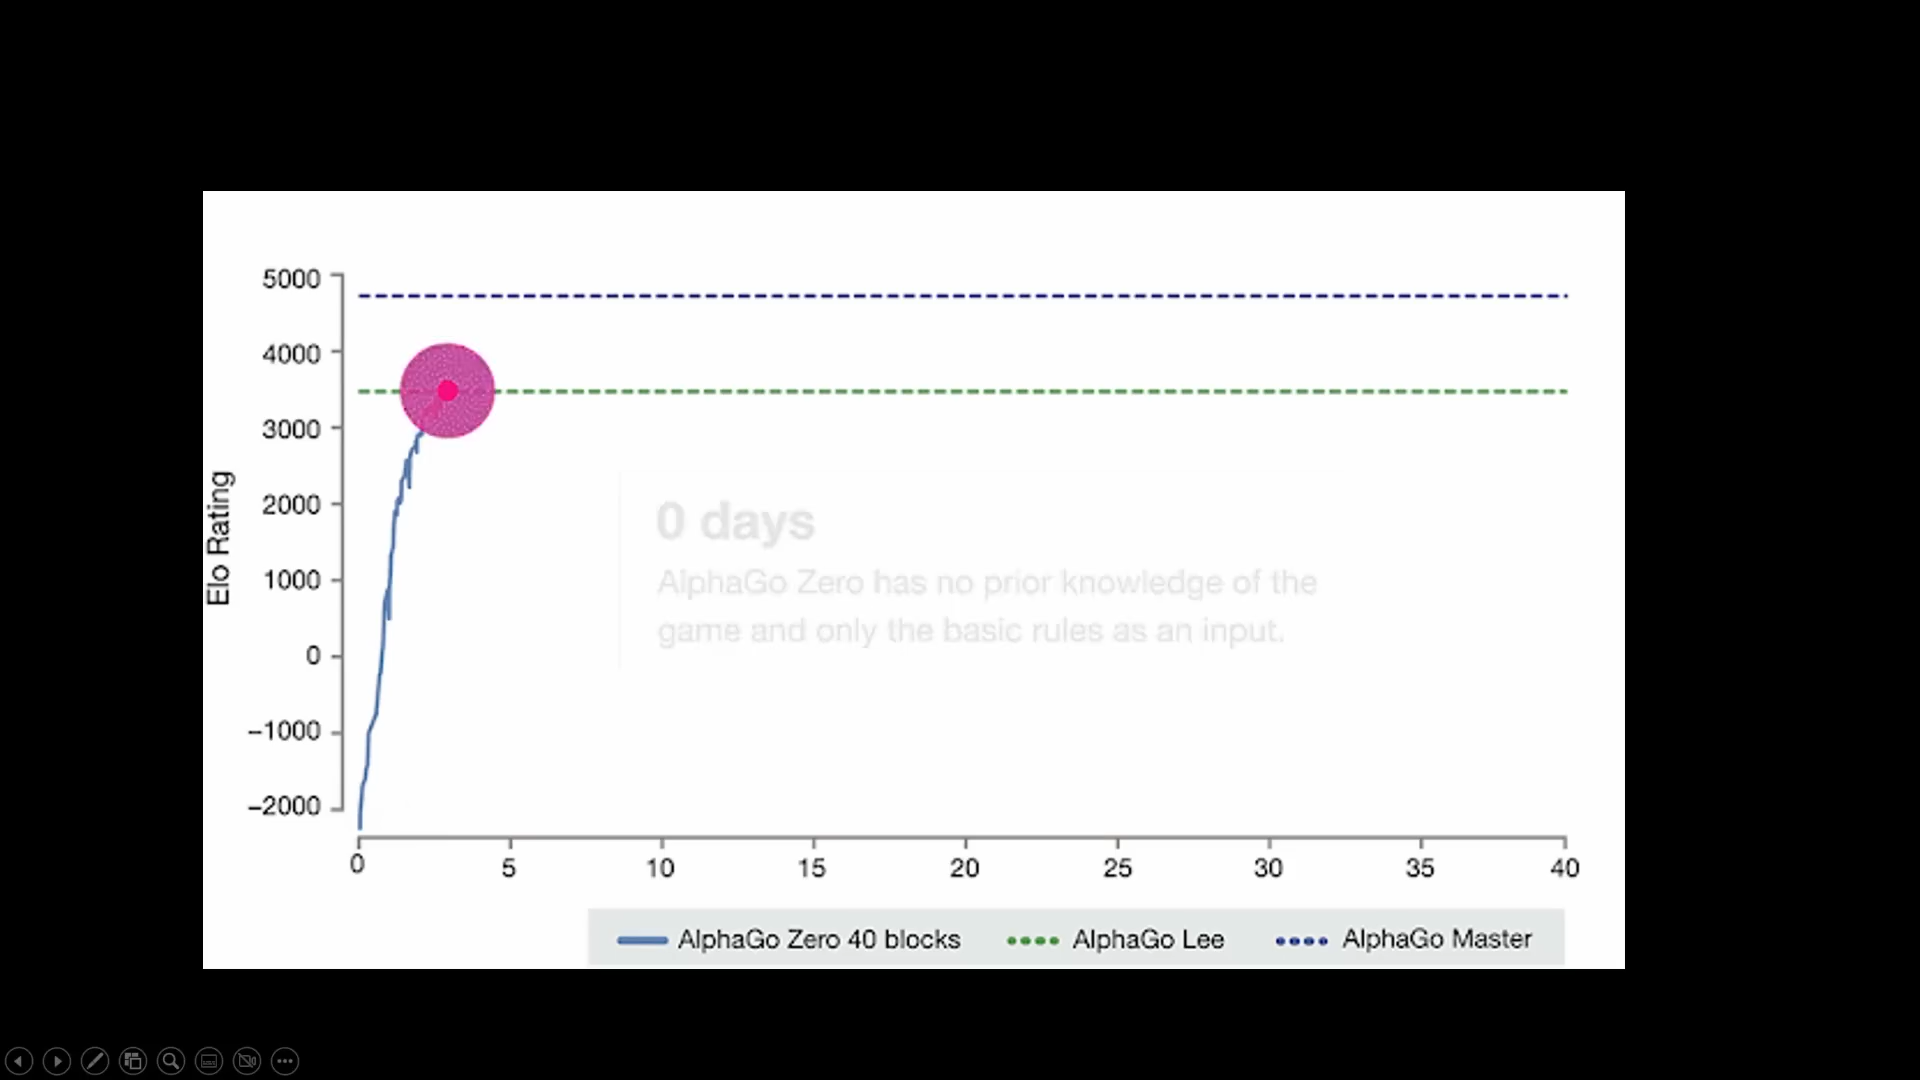 5000
4000
3000
2000
1000
0
−1000
−2000
Elo Rating
0 days
AlphaGo Zero has no prior knowledge of the
game and only the basic rules as an input.
0 5 10 15 20 25 30 35 40
AlphaGo Zero 40 blocks AlphaGo Lee AlphaGo Master